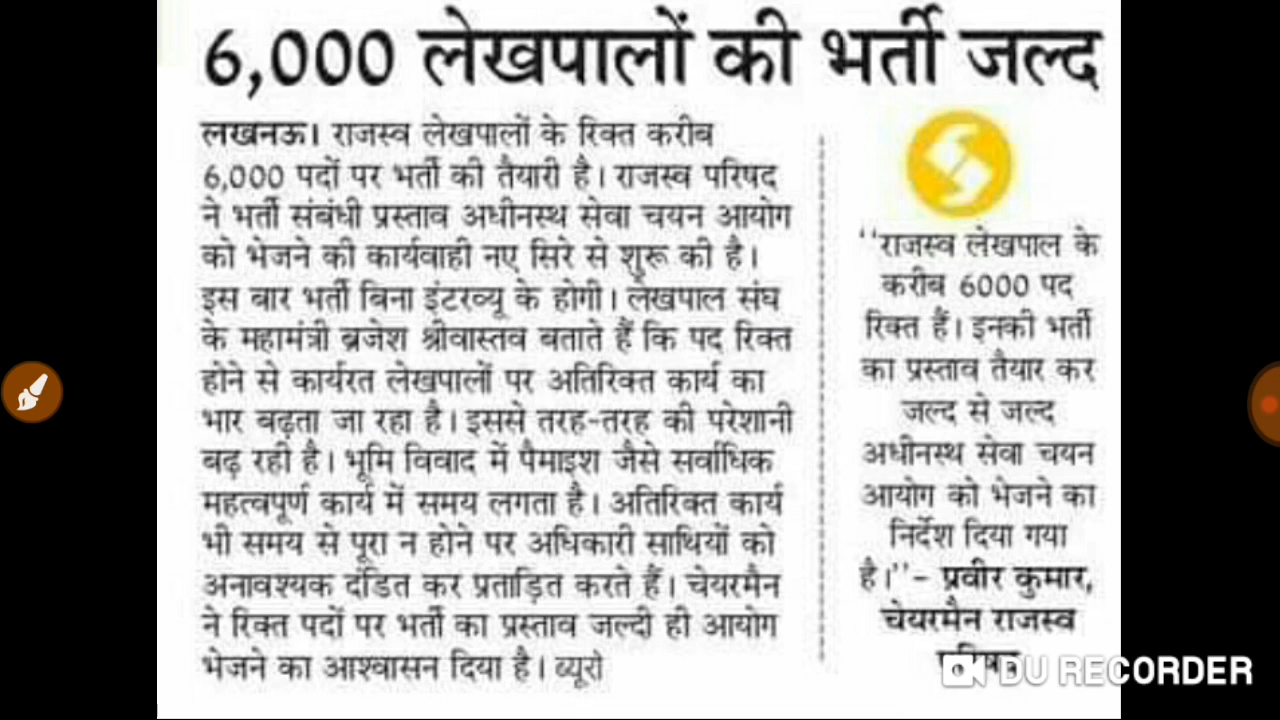 6,000 लेखपालों की भर्ती जल्द
लखनऊ। राजस्व लेखपालों के रिक्त करीब
6,000 पदों पर भर्ती की तैयारी है। राजस्व परिषद
ने भर्ती संबंधी प्रस्ताव अधीनस्थ सेवा चयन आयोग
को भेजने की कार्यवाही नए सिरे से शुरू की है।
इस बार भर्ती बिना इंटरव्यू के होगी। लेखपाल संघ
के महामंत्री ब्रजेश श्रीवास्तव बताते हैं कि पद रिक्त
होने से कार्यरत लेखपालों पर अतिरिक्त कार्य का
भार बढ़ता जा रहा है। इससे तरह-तरह की परेशानी
बढ़ रही है। भूमि विवाद में पैमाइश जैसे सर्वाधिक
महत्वपूर्ण कार्य में समय लगता है। अतिरिक्त कार्य
भी समय से पूरा न होने पर अधिकारी साथियों को
अनावश्यक दंडित कर प्रताड़ित करते हैं। चेयरमैन
ने रिक्त पदों पर भर्ती का प्रस्ताव जल्दी ही आयोग
भेजने का आश्वासन दिया है। ब्यूरो
‘‘राजस्व लेखपाल के
करीब 6000 पद
रिक्त हैं। इनकी भर्ती
का प्रस्ताव तैयार कर
जल्द से जल्द
अधीनस्थ सेवा चयन
आयोग को भेजने का
निर्देश दिया गया
है।’’- प्रवीर कुमार,
चेयरमैन राजस्व
DU RECORDER